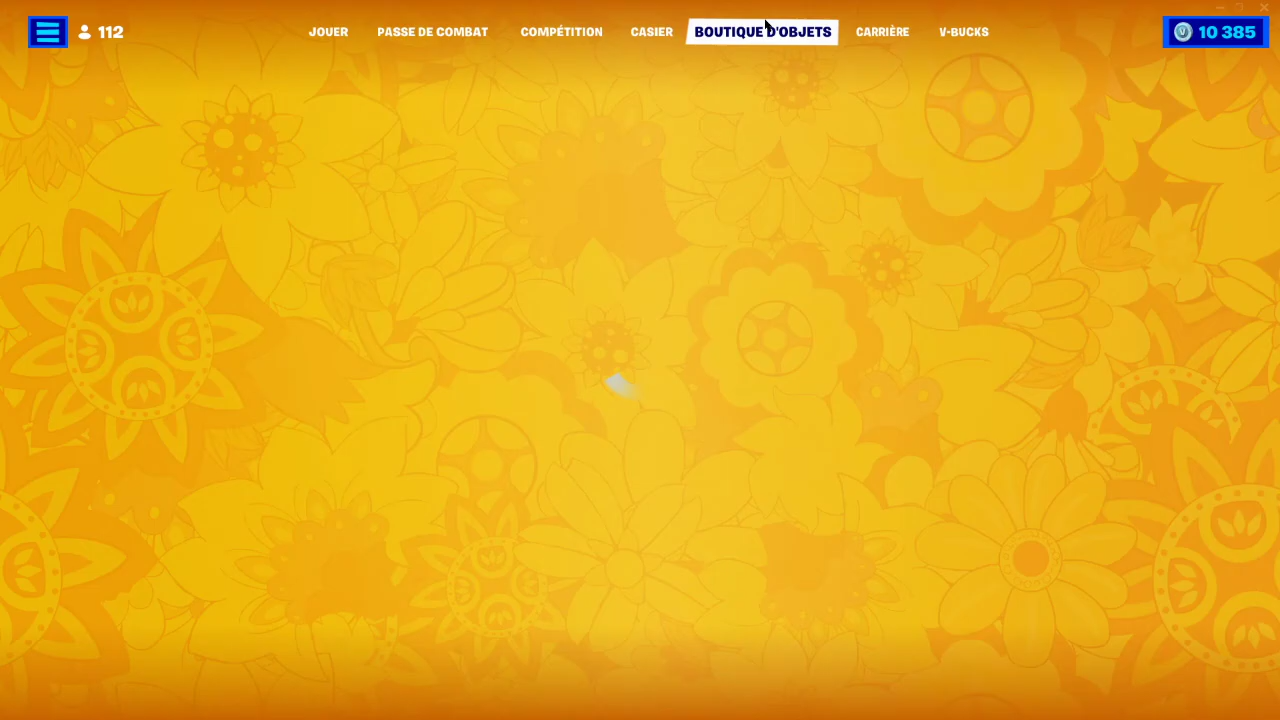 112
JOUER PASSE DE COMBAT COMPÉTITION CASIER BOUTIQUE D'OBJETS CARRIÈRE V-BUCKS
10 385